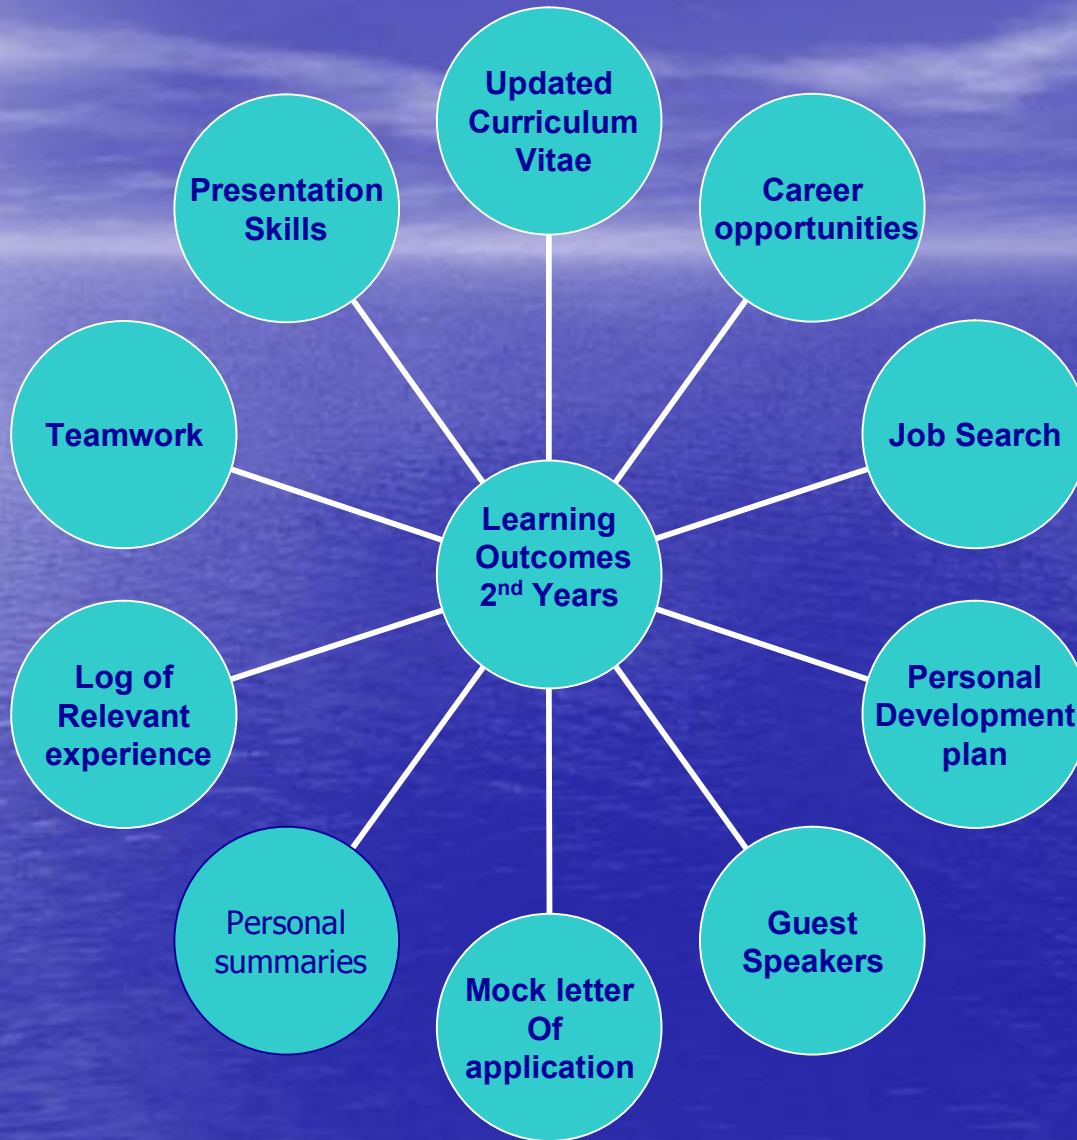 Updated
Curriculum
Vitae
Presentation
Skills
Career
opportunities
Teamwork
Job Search
Learning
Outcomes
2nd Years
Log of
Relevant
experience
Personal
Development
plan
Personal
summaries
Guest
Speakers
Mock letter
Of
application